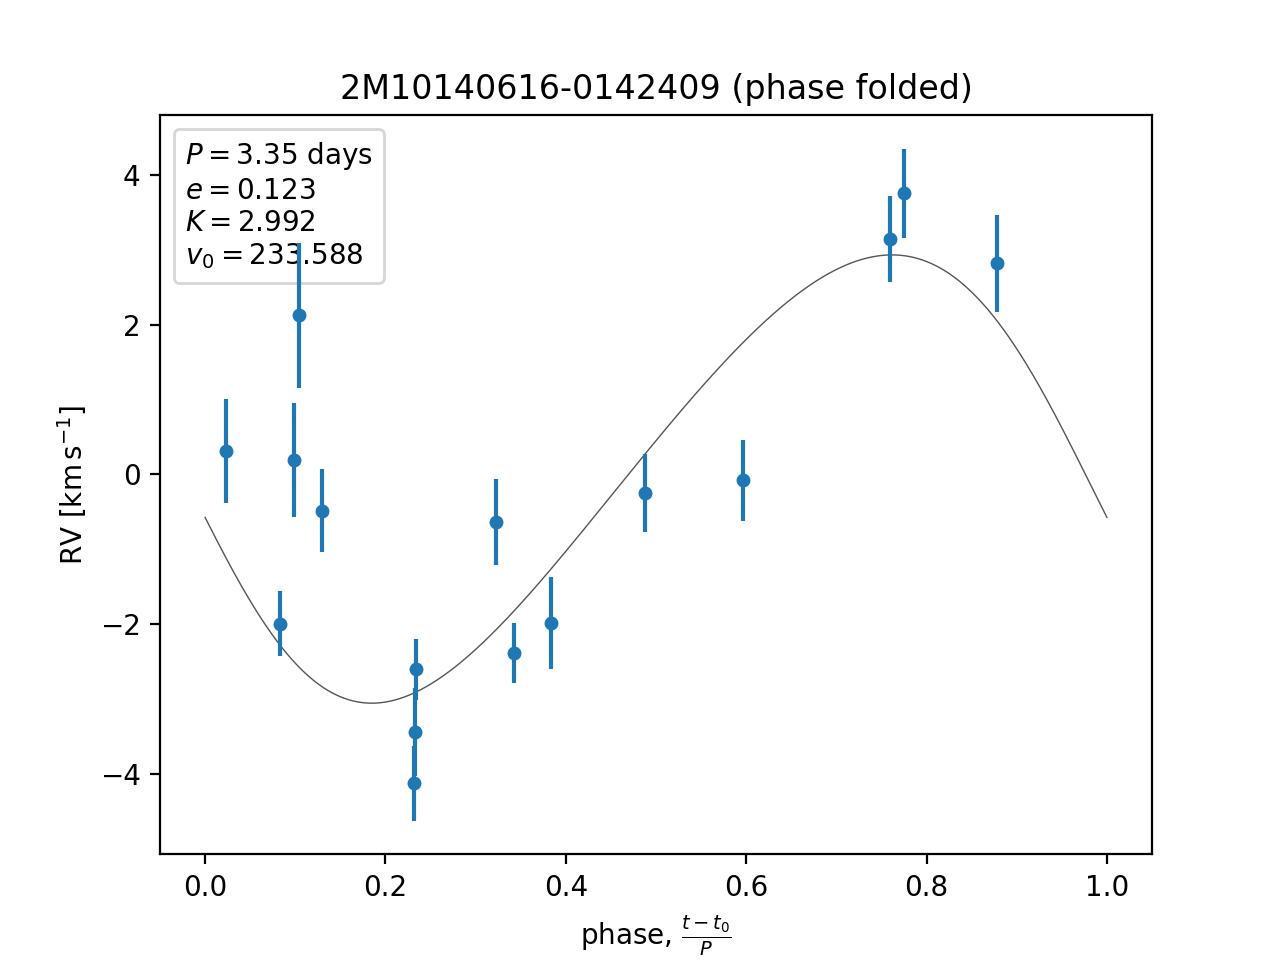 2M10140616-0142409 (phase folded)
P = 3.35 days
e = 0.123
K = 2.992
v₀ = 233.588
RV [km s⁻¹]
4
2
0
−2
−4
0.0 0.2 0.4 0.6 0.8 1.0
phase, (t − t₀)/P